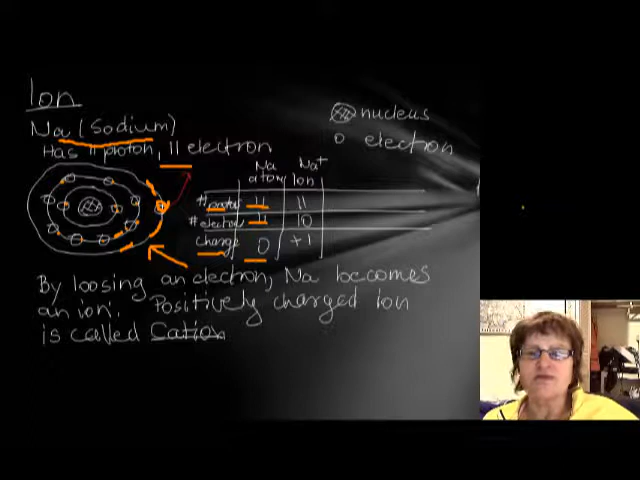 Ion
Na (Sodium)
Has 11 proton, 11 electron
nucleus
electron
Na atom Na+ Ion
# proton 11 11
# electron 11 10
charge 0 +1
By loosing an electron, Na becomes
an ion. Positively charged ion
is called Cation